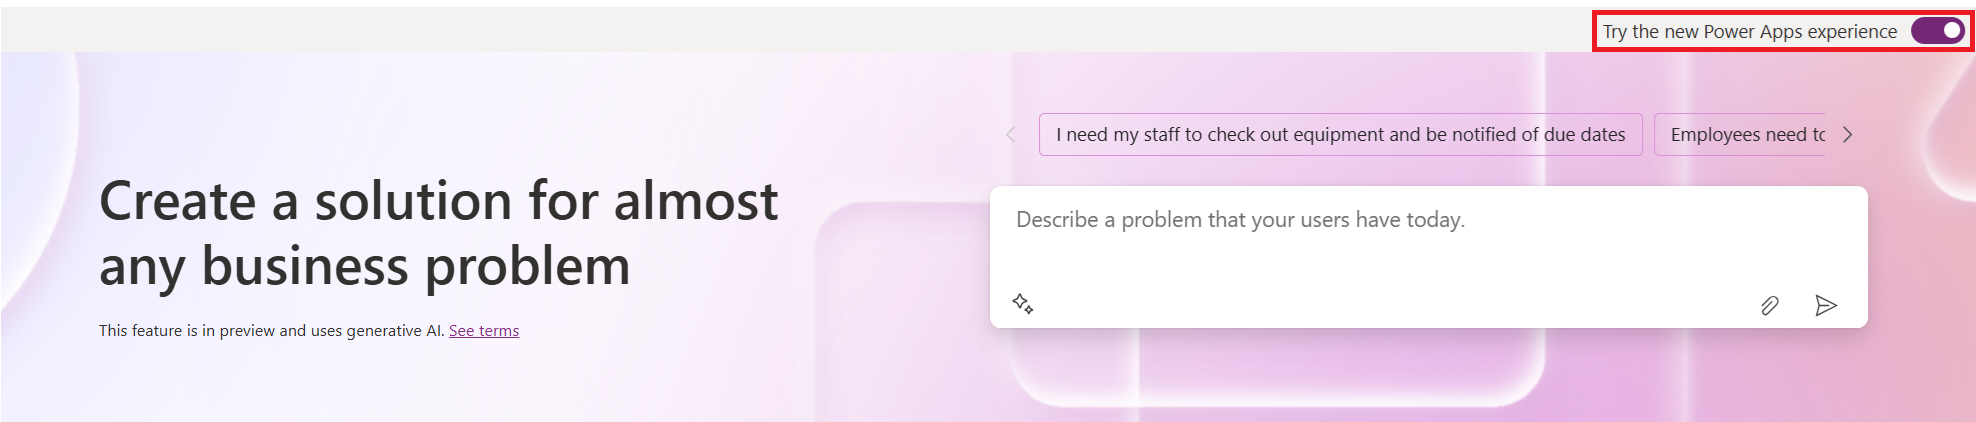 Try the new Power Apps experience
I need my staff to check out equipment and be notified of due dates
Employees need to
Create a solution for almost
any business problem
Describe a problem that your users have today.
This feature is in preview and uses generative AI. See terms